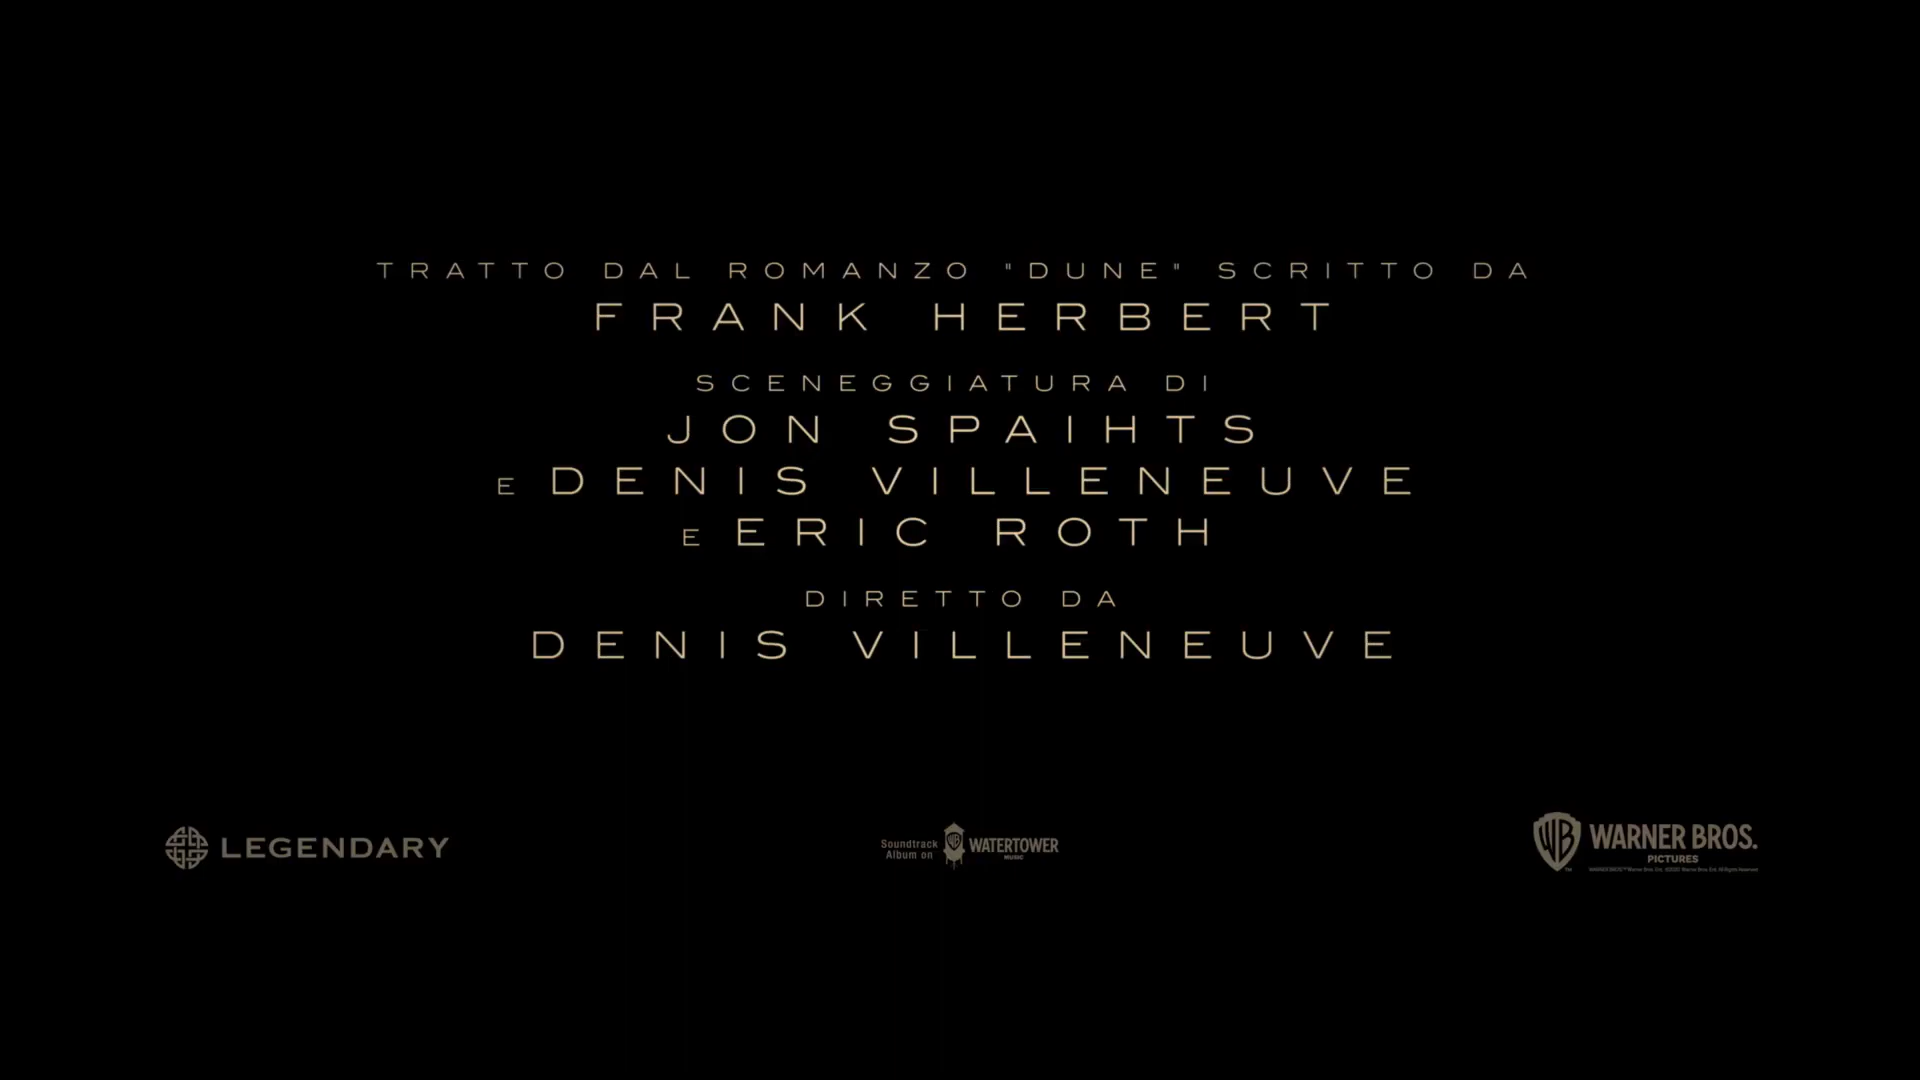 TRATTO DAL ROMANZO "DUNE" SCRITTO DA
FRANK HERBERT
SCENEGGIATURA DI
JON SPAIHTS
E DENIS VILLENEUVE
E ERIC ROTH
DIRETTO DA
DENIS VILLENEUVE
LEGENDARY
Soundtrack
Album on
WATERTOWER
MUSIC
WB
WARNER BROS.
PICTURES